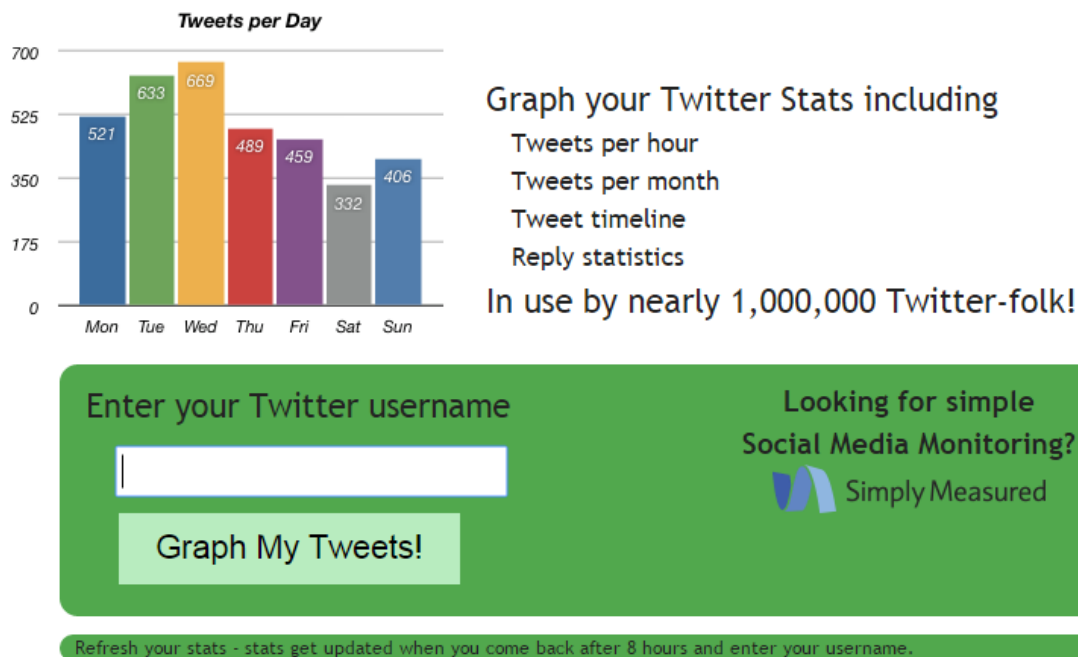 Tweets per Day
700
525
350
175
0
521
633
669
489
459
332
406
Mon Tue Wed Thu Fri Sat Sun
Graph your Twitter Stats including
Tweets per hour
Tweets per month
Tweet timeline
Reply statistics
In use by nearly 1,000,000 Twitter-folk!
Enter your Twitter username
Graph My Tweets!
Looking for simple
Social Media Monitoring?
Simply Measured
Refresh your stats - stats get updated when you come back after 8 hours and enter your username.